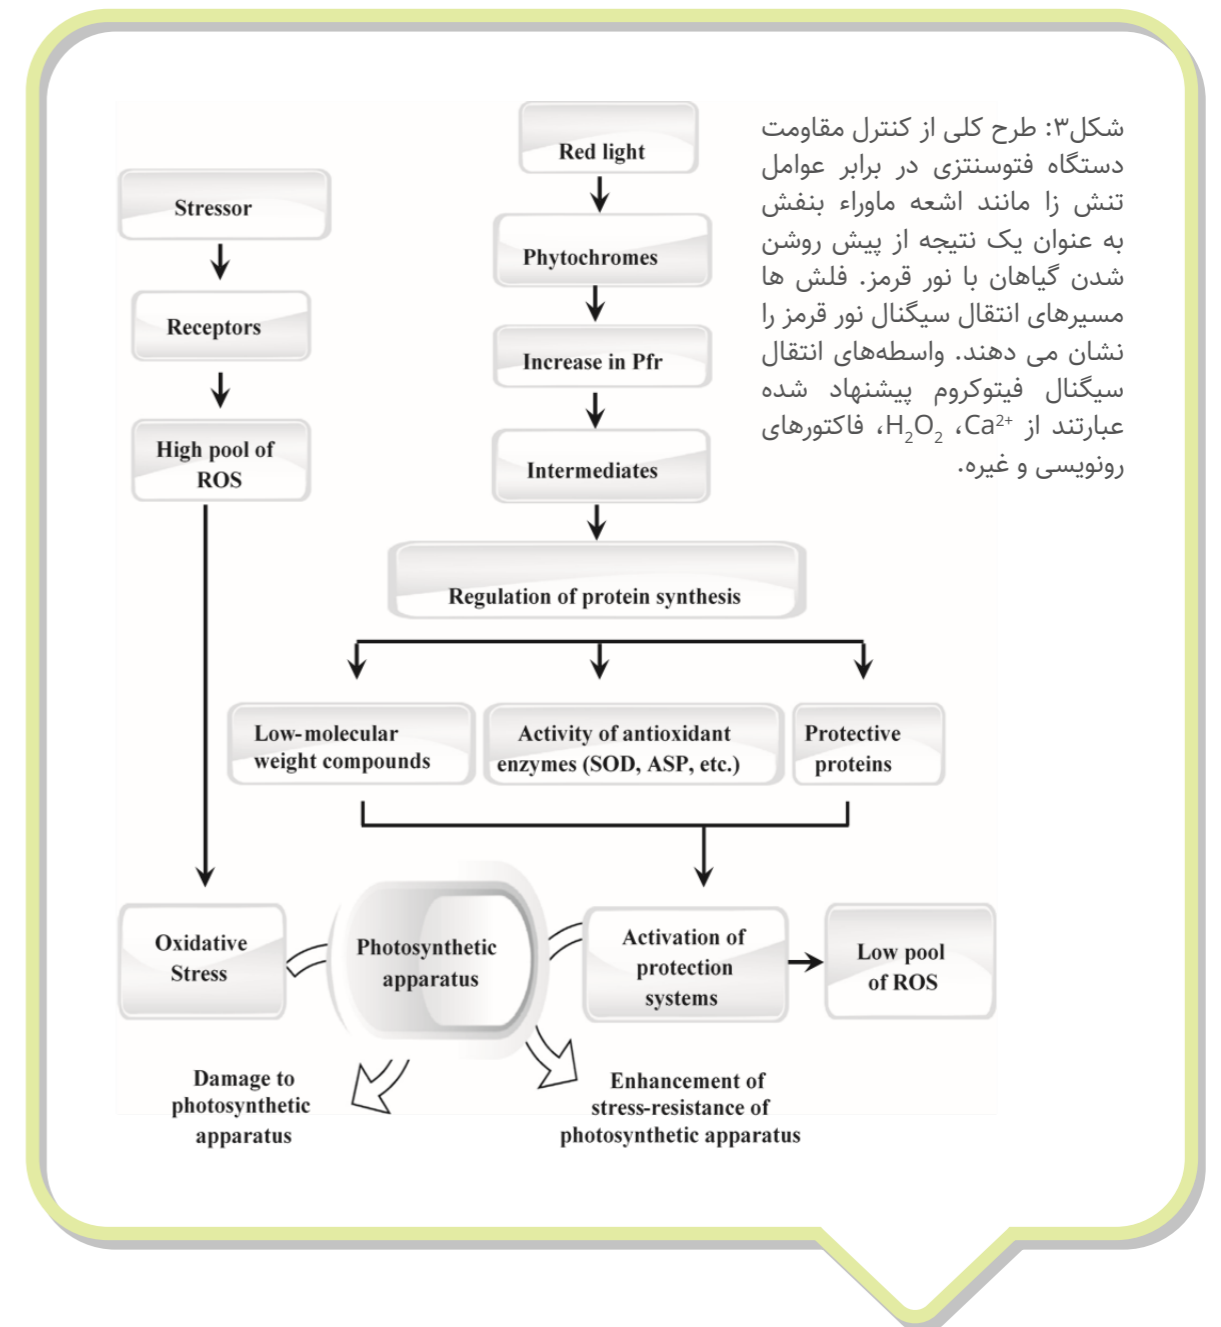 شکل۳: طرح کلی از کنترل مقاومت
دستگاه فتوسنتزی در برابر عوامل
تنش زا مانند اشعه ماوراء بنفش
به عنوان یک نتیجه از پیش روشن
شدن گیاهان با نور قرمز. فلش ها
مسیرهای انتقال سیگنال نور قرمز را
نشان می دهند. واسطه‌های انتقال
سیگنال فیتوکروم پیشنهاد شده
عبارتند از Ca²⁺، H₂O₂، فاکتورهای
رونویسی و غیره.
Red light
Stressor
Phytochromes
Receptors
Increase in Pfr
High pool of
ROS
Intermediates
Regulation of protein synthesis
Low-molecular
weight compounds
Activity of antioxidant
enzymes (SOD, ASP, etc.)
Protective
proteins
Oxidative
Stress
Photosynthetic
apparatus
Activation of
protection
systems
Low pool
of ROS
Damage to
photosynthetic
apparatus
Enhancement of
stress-resistance of
photosynthetic apparatus